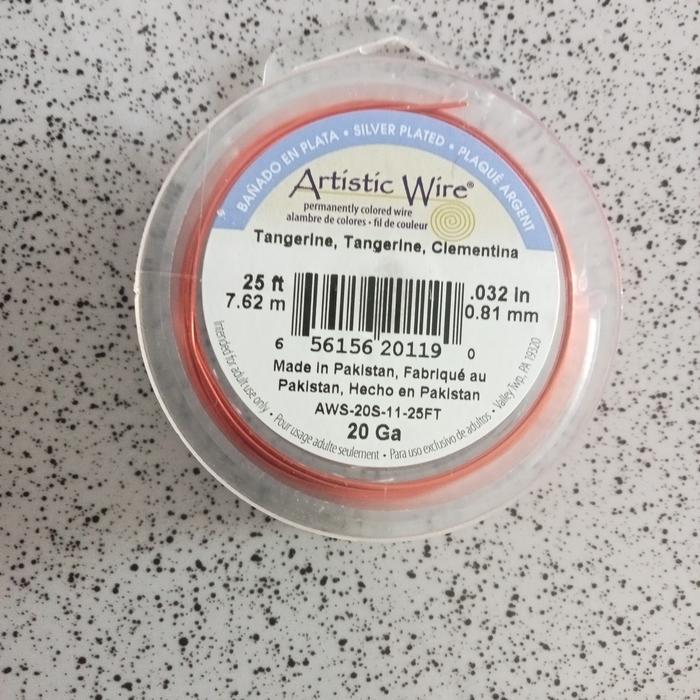 BAÑADO EN PLATA • SILVER PLATED • PLAQUÉ ARGENT
Artistic Wire®
permanently colored wire
alambre de colores • fil de couleur
Tangerine, Tangerine, Clementina
25 ft
7.62 m
.032 in
0.81 mm
6 56156 20119 0
Made in Pakistan, Fabriqué au
Pakistan, Hecho en Pakistan
AWS-20S-11-25FT
20 Ga
Intended for adult use only • Pour usage adulte seulement • Para uso exclusivo de adultos • Valley Twp, PA 19320